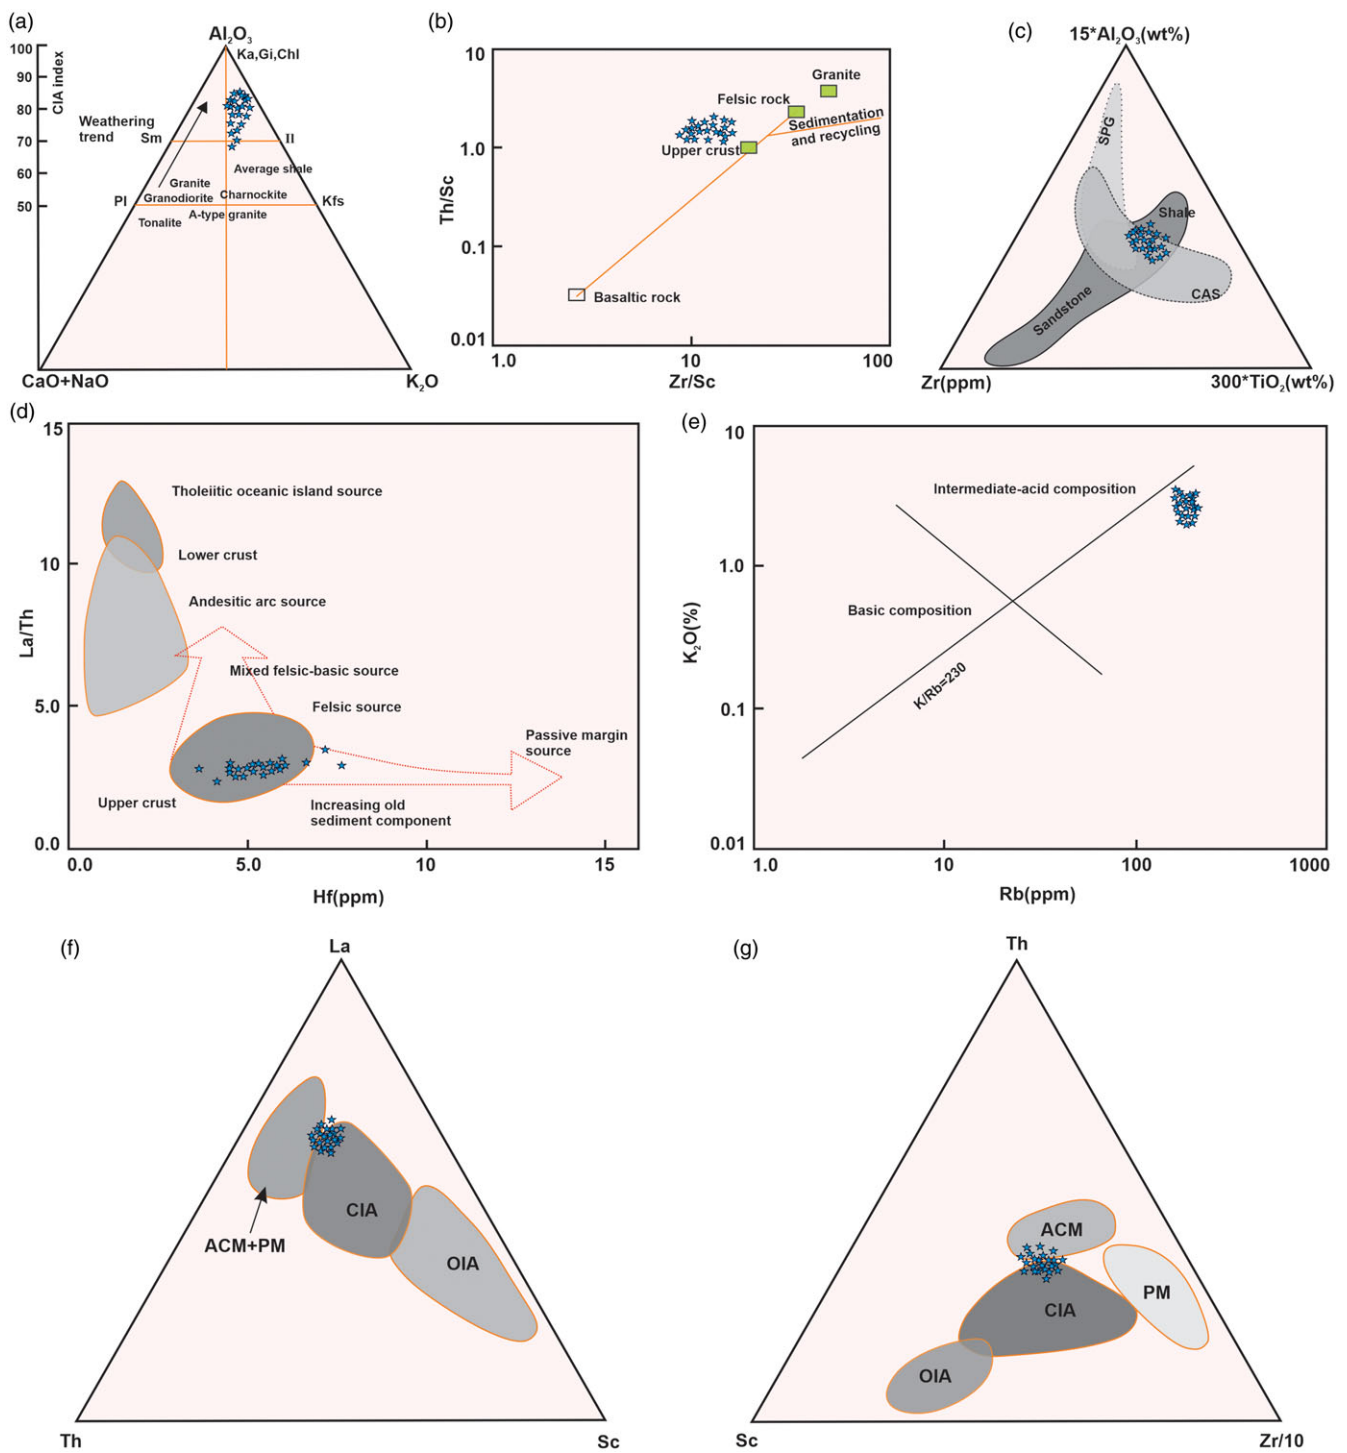 (a)
Al₂O₃
100
90
80
70
60
50
CIA index
Ka,Gi,Chl
Weathering
trend
Sm
Il
Average shale
Granite
Granodiorite
Charnockite
Pl
Kfs
A-type granite
Tonalite
CaO+NaO
K₂O
(b)
10
1.0
0.1
0.01
Th/Sc
Granite
Felsic rock
Sedimentation
and recycling
Upper crust
Basaltic rock
1.0
10
100
Zr/Sc
(c)
15*Al₂O₃(wt%)
SPG
Shale
CAS
Sandstone
Zr(ppm)
300*TiO₂(wt%)
(d)
15
10
5.0
0.0
La/Th
Tholeiitic oceanic island source
Lower crust
Andesitic arc source
Mixed felsic-basic source
Felsic source
Passive margin
source
Upper crust
Increasing old
sediment component
0.0
5.0
10
15
Hf(ppm)
(e)
10
1.0
0.1
0.01
K₂O(%)
Intermediate-acid composition
Basic composition
K/Rb=230
1.0
10
100
1000
Rb(ppm)
(f)
La
CIA
ACM+PM
OIA
Th
Sc
(g)
Th
ACM
PM
CIA
OIA
Sc
Zr/10